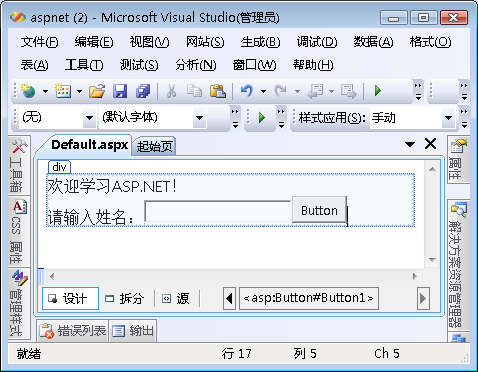 aspnet (2) - Microsoft Visual Studio(管理员)
文件(F) 编辑(E) 视图(V) 网站(S) 生成(B) 调试(D) 数据(A) 格式(O)
表(A) 工具(T) 测试(S) 分析(N) 窗口(W) 帮助(H)
(无) (默认字体) 样式应用(S): 手动
Default.aspx 起始页
工具箱
CSS 属性
管理样式
div
欢迎学习ASP.NET!
请输入姓名: Button
属性
解决方案资源管理器
设计 拆分 源 <asp:Button#Button1>
错误列表 输出
就绪 行 17 列 5 Ch 5